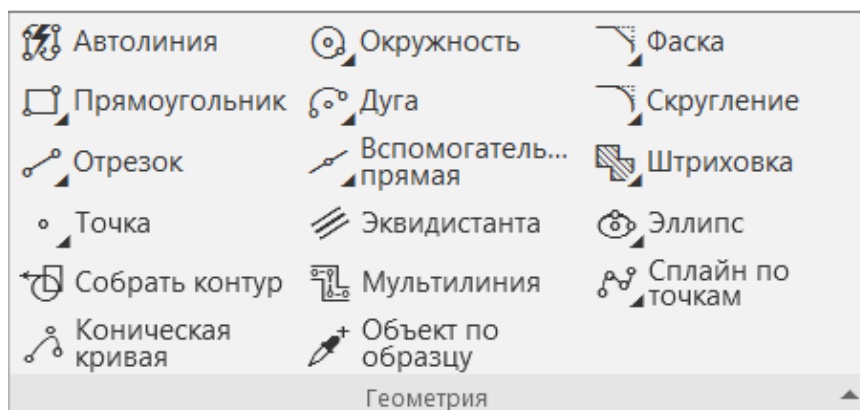 Автолиния
Окружность
Фаска
Прямоугольник
Дуга
Скругление
Отрезок
Вспомогатель...
прямая
Штриховка
Точка
Эквидистанта
Эллипс
Собрать контур
Мультилиния
Сплайн по
точкам
Коническая
кривая
Объект по
образцу
Геометрия